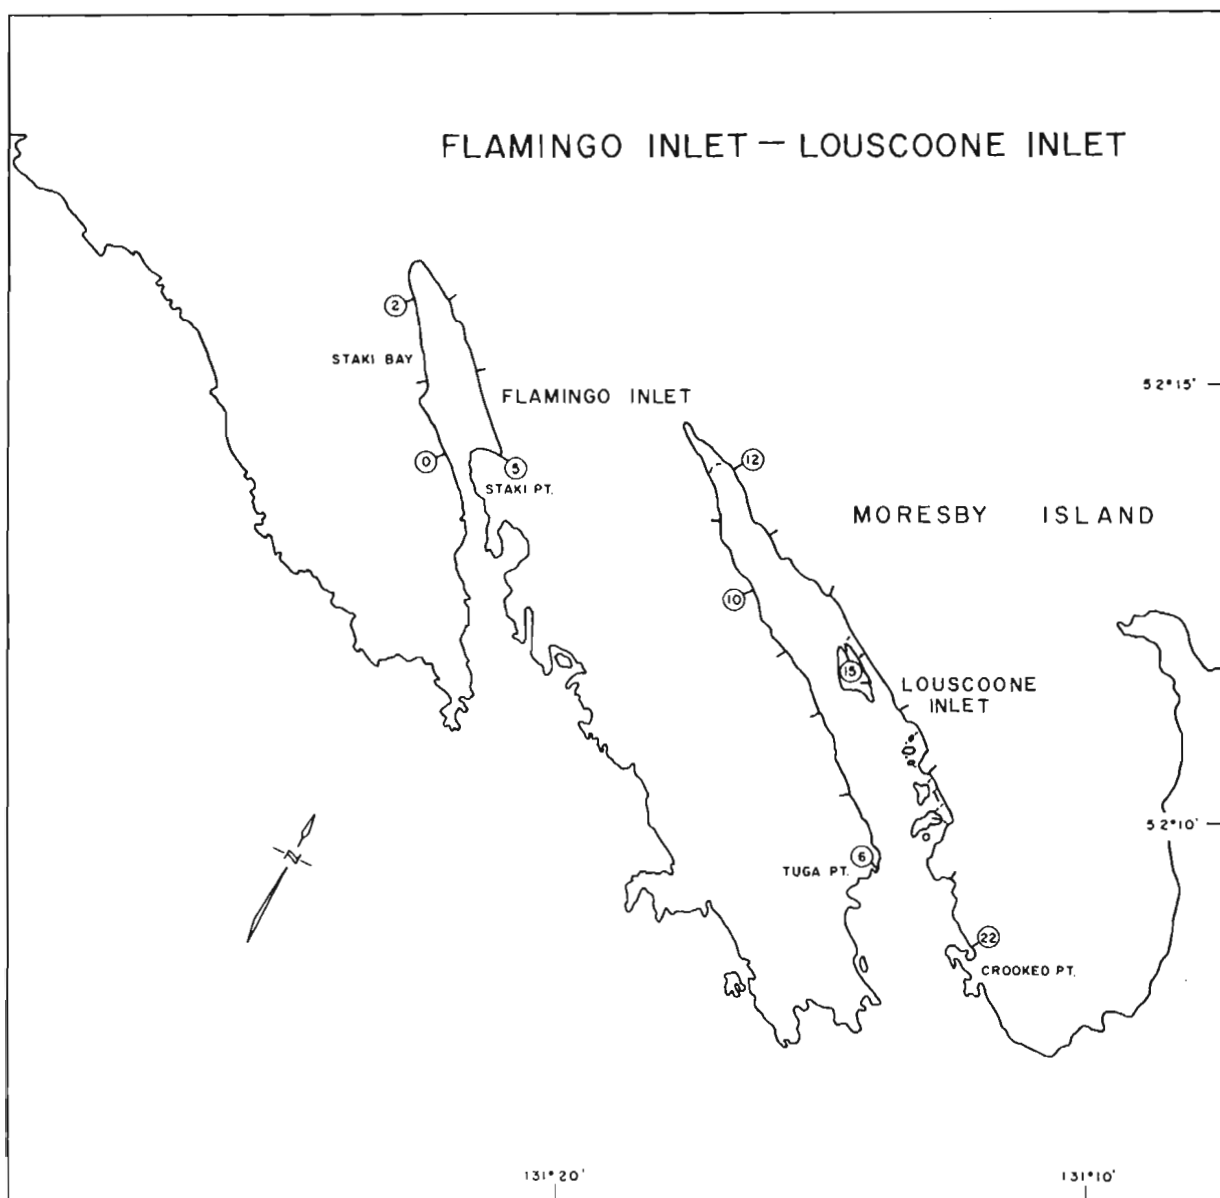 FLAMINGO INLET — LOUSCOONE INLET
2
STAKI BAY
52°15'
FLAMINGO INLET
0
5
12
STAKI PT.
MORESBY ISLAND
10
15
LOUSCOONE
INLET
52°10'
6
TUGA PT.
N
22
CROOKED PT.
131°20'
131°10'